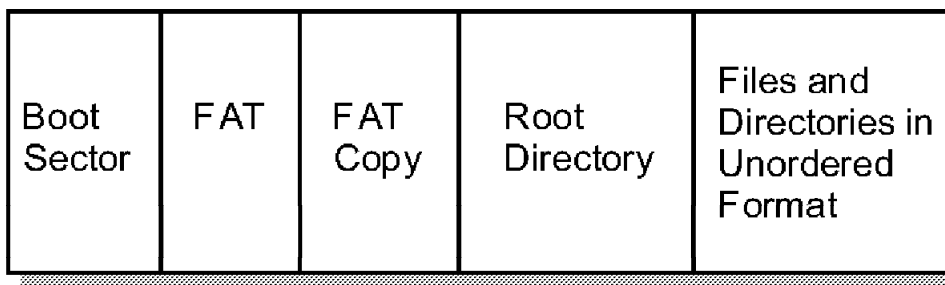 Boot
Sector
FAT
FAT
Copy
Root
Directory
Files and
Directories in
Unordered
Format